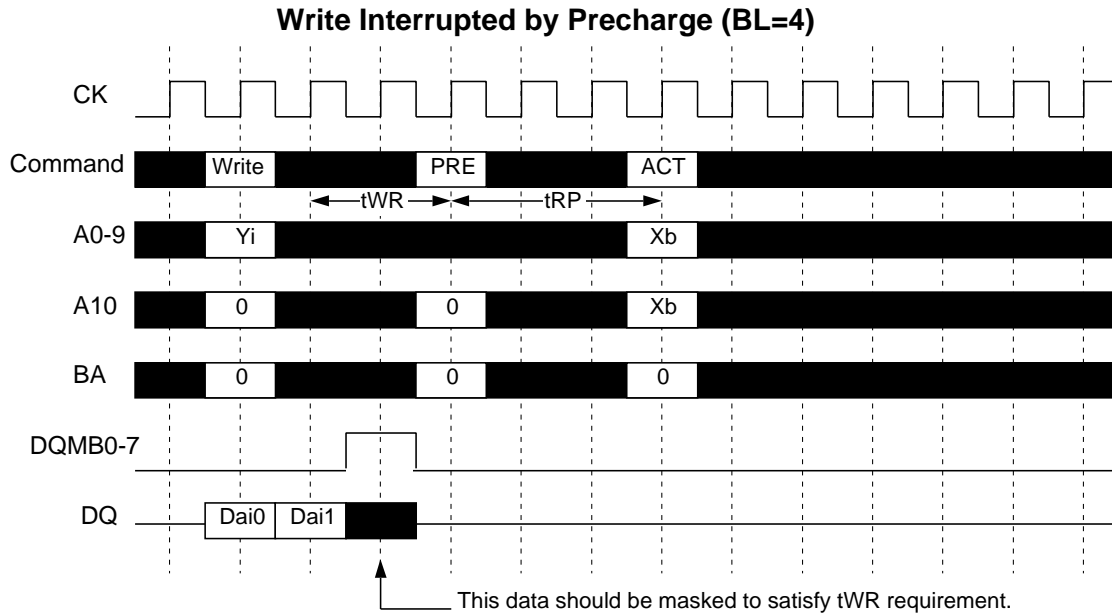 Write Interrupted by Precharge (BL=4)
CK
Command Write PRE ACT
tWR tRP
A0-9 Yi Xb
A10 0 0 Xb
BA 0 0 0
DQMB0-7
DQ Dai0 Dai1
This data should be masked to satisfy tWR requirement.